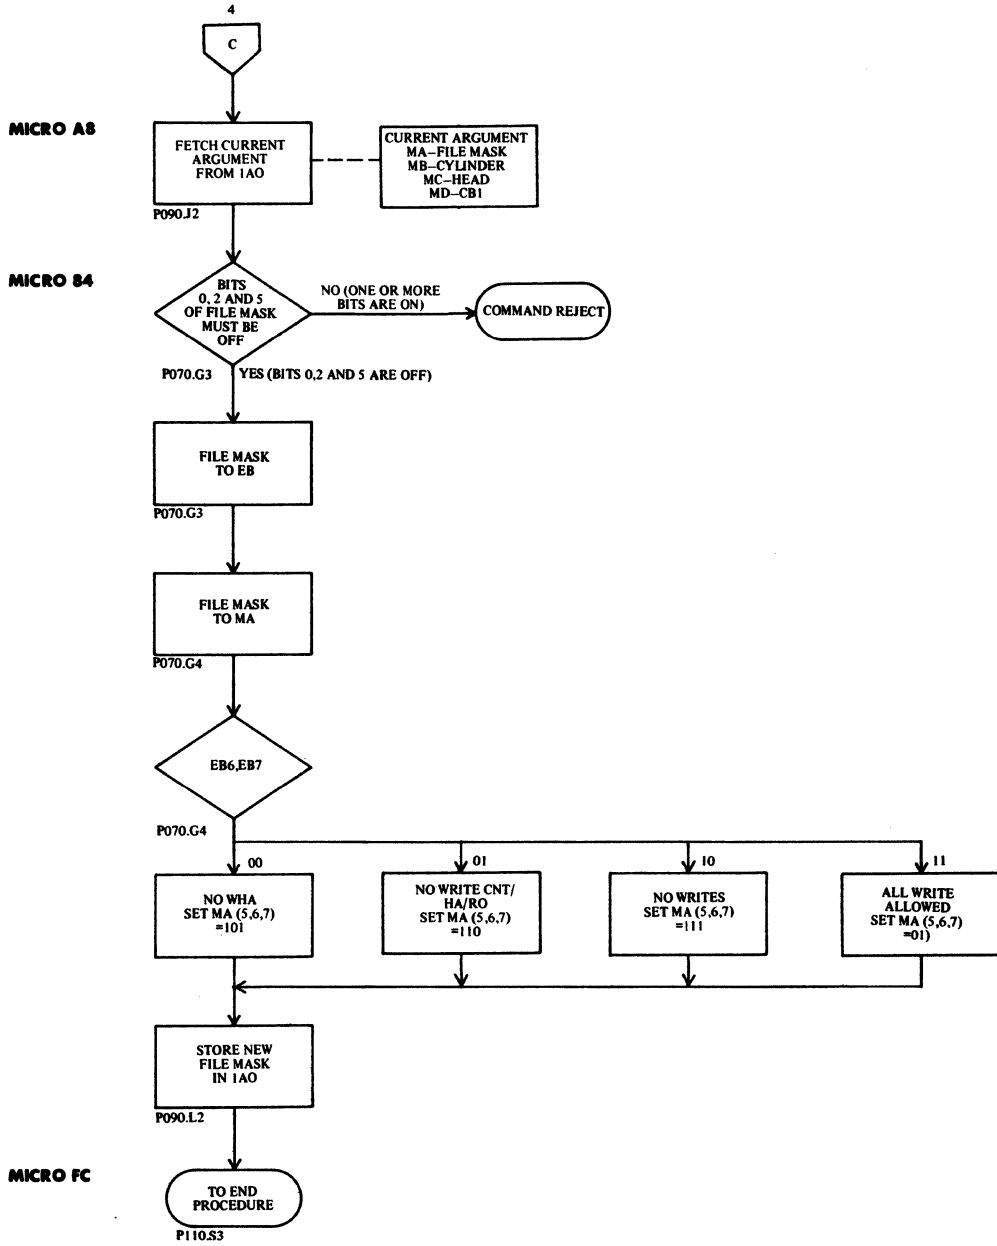 4
C
MICRO A8
FETCH CURRENT
ARGUMENT
FROM 1AO
CURRENT ARGUMENT
MA–FILE MASK
MB–CYLINDER
MC–HEAD
MD–CB1
P090.J2
MICRO 84
BITS
0, 2 AND 5
OF FILE MASK
MUST BE
OFF
NO (ONE OR MORE
BITS ARE ON)
COMMAND REJECT
P070.G3
YES (BITS 0,2 AND 5 ARE OFF)
FILE MASK
TO EB
P070.G3
FILE MASK
TO MA
P070.G4
EB6,EB7
P070.G4
00
01
10
11
NO WHA
SET MA (5,6,7)
=101
NO WRITE CNT/
HA/RO
SET MA (5,6,7)
=110
NO WRITES
SET MA (5,6,7)
=111
ALL WRITE
ALLOWED
SET MA (5,6,7)
=01)
STORE NEW
FILE MASK
IN 1AO
P090.L2
MICRO FC
TO END
PROCEDURE
P110.S3